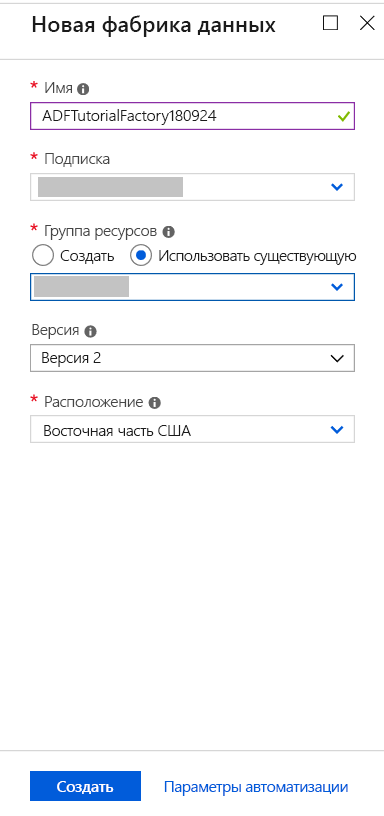 Новая фабрика данных
* Имя
ADFTutorialFactory180924
* Подписка
* Группа ресурсов
Создать Использовать существующую
Версия
Версия 2
* Расположение
Восточная часть США
Создать Параметры автоматизации